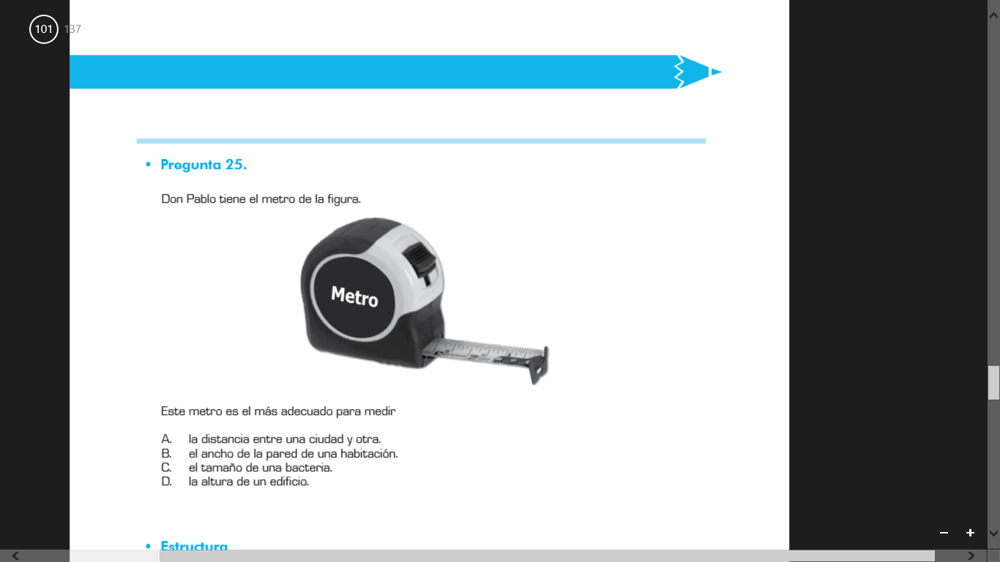 101 137
• Pregunta 25.
Don Pablo tiene el metro de la figura.
Metro
Este metro es el más adecuado para medir
A. la distancia entre una ciudad y otra.
B. el ancho de la pared de una habitación.
C. el tamaño de una bacteria.
D. la altura de un edificio.
• Estructura